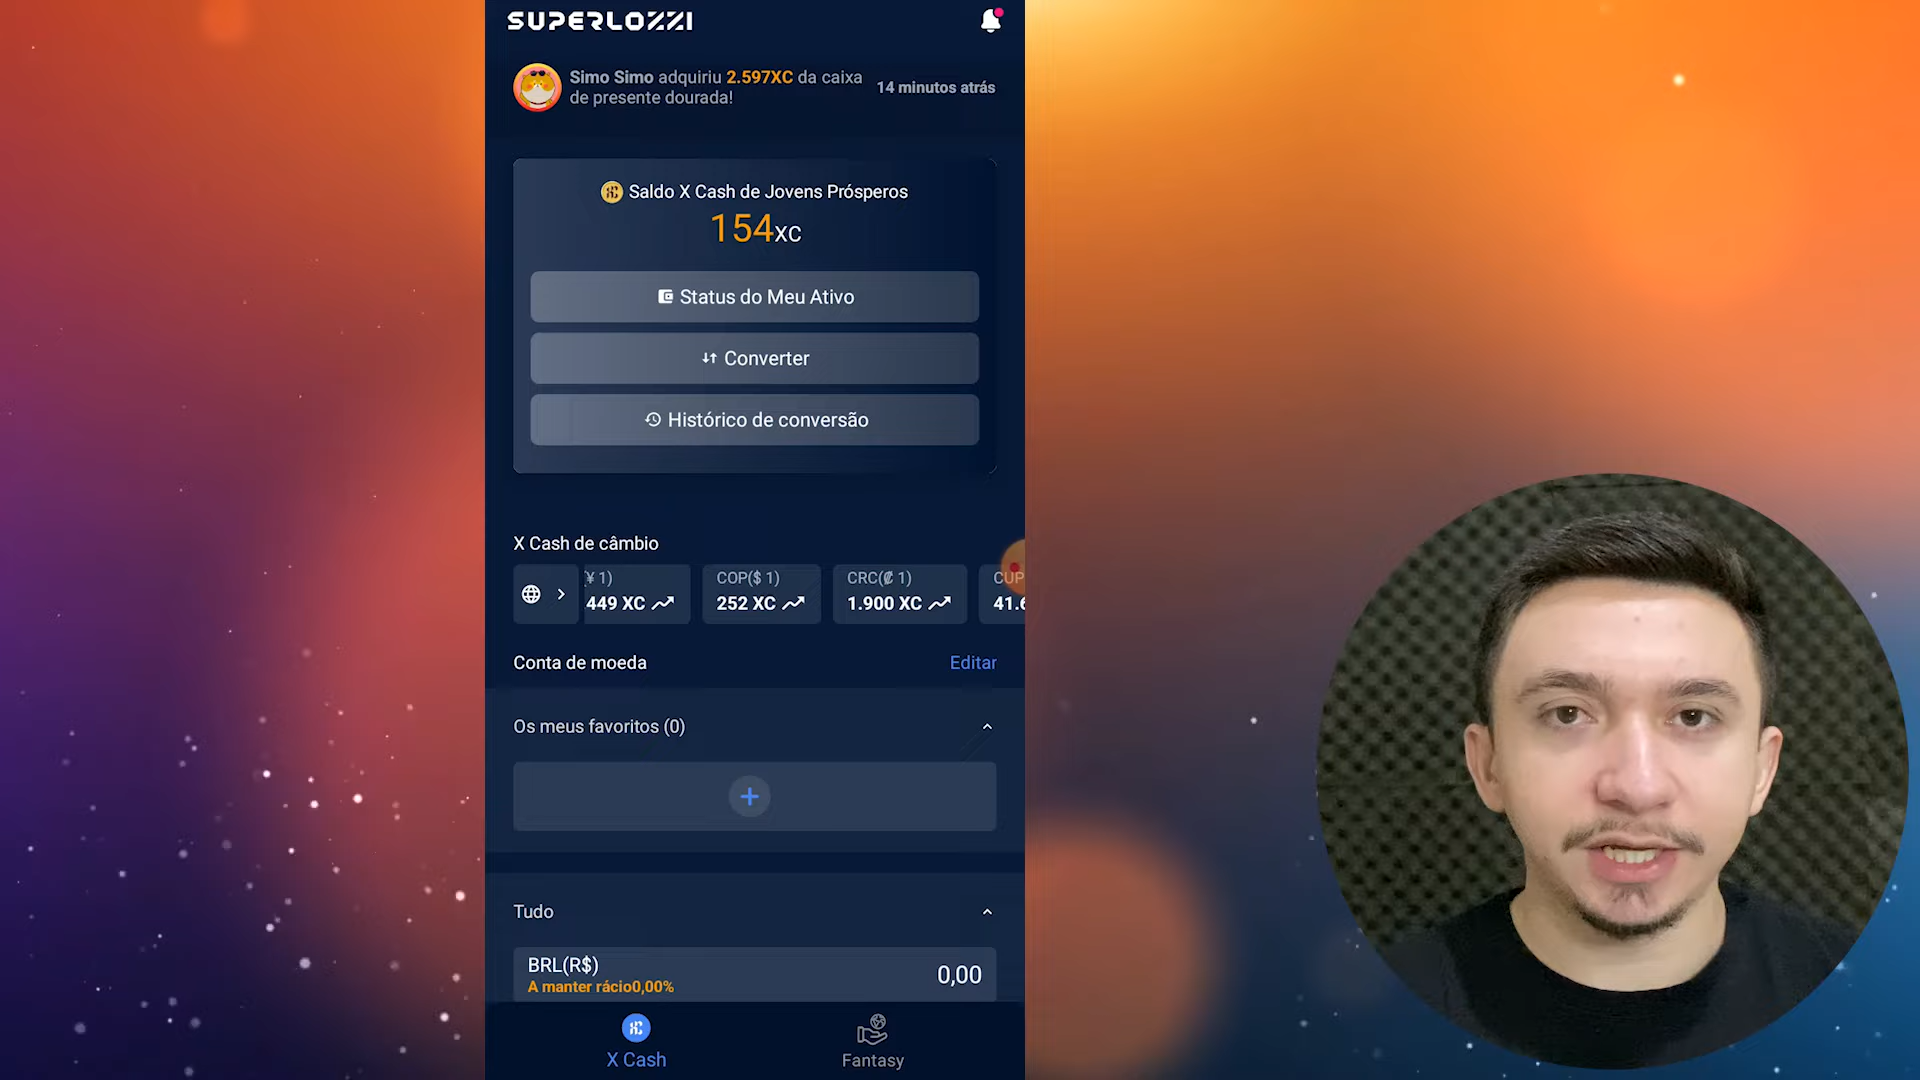 SUPERLOZZI
Simo Simo adquiriu 2.597XC da caixa
de presente dourada!
14 minutos atrás
Saldo X Cash de Jovens Prósperos
154XC
Status do Meu Ativo
Converter
Histórico de conversão
X Cash de câmbio
¥ 1)
449 XC
COP($ 1)
252 XC
CRC(₡ 1)
1.900 XC
CUP
41.6
Conta de moeda
Editar
Os meus favoritos (0)
+
Tudo
BRL(R$)
A manter rácio0,00%
0,00
X Cash
Fantasy